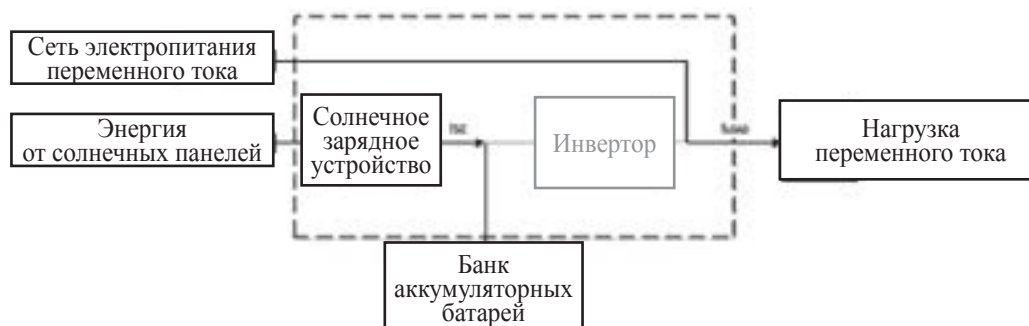 Сеть электропитания
переменного тока
Энергия
от солнечных панелей
Солнечное
зарядное
устройство
Инвертор
Нагрузка
переменного тока
Банк
аккумуляторных
батарей